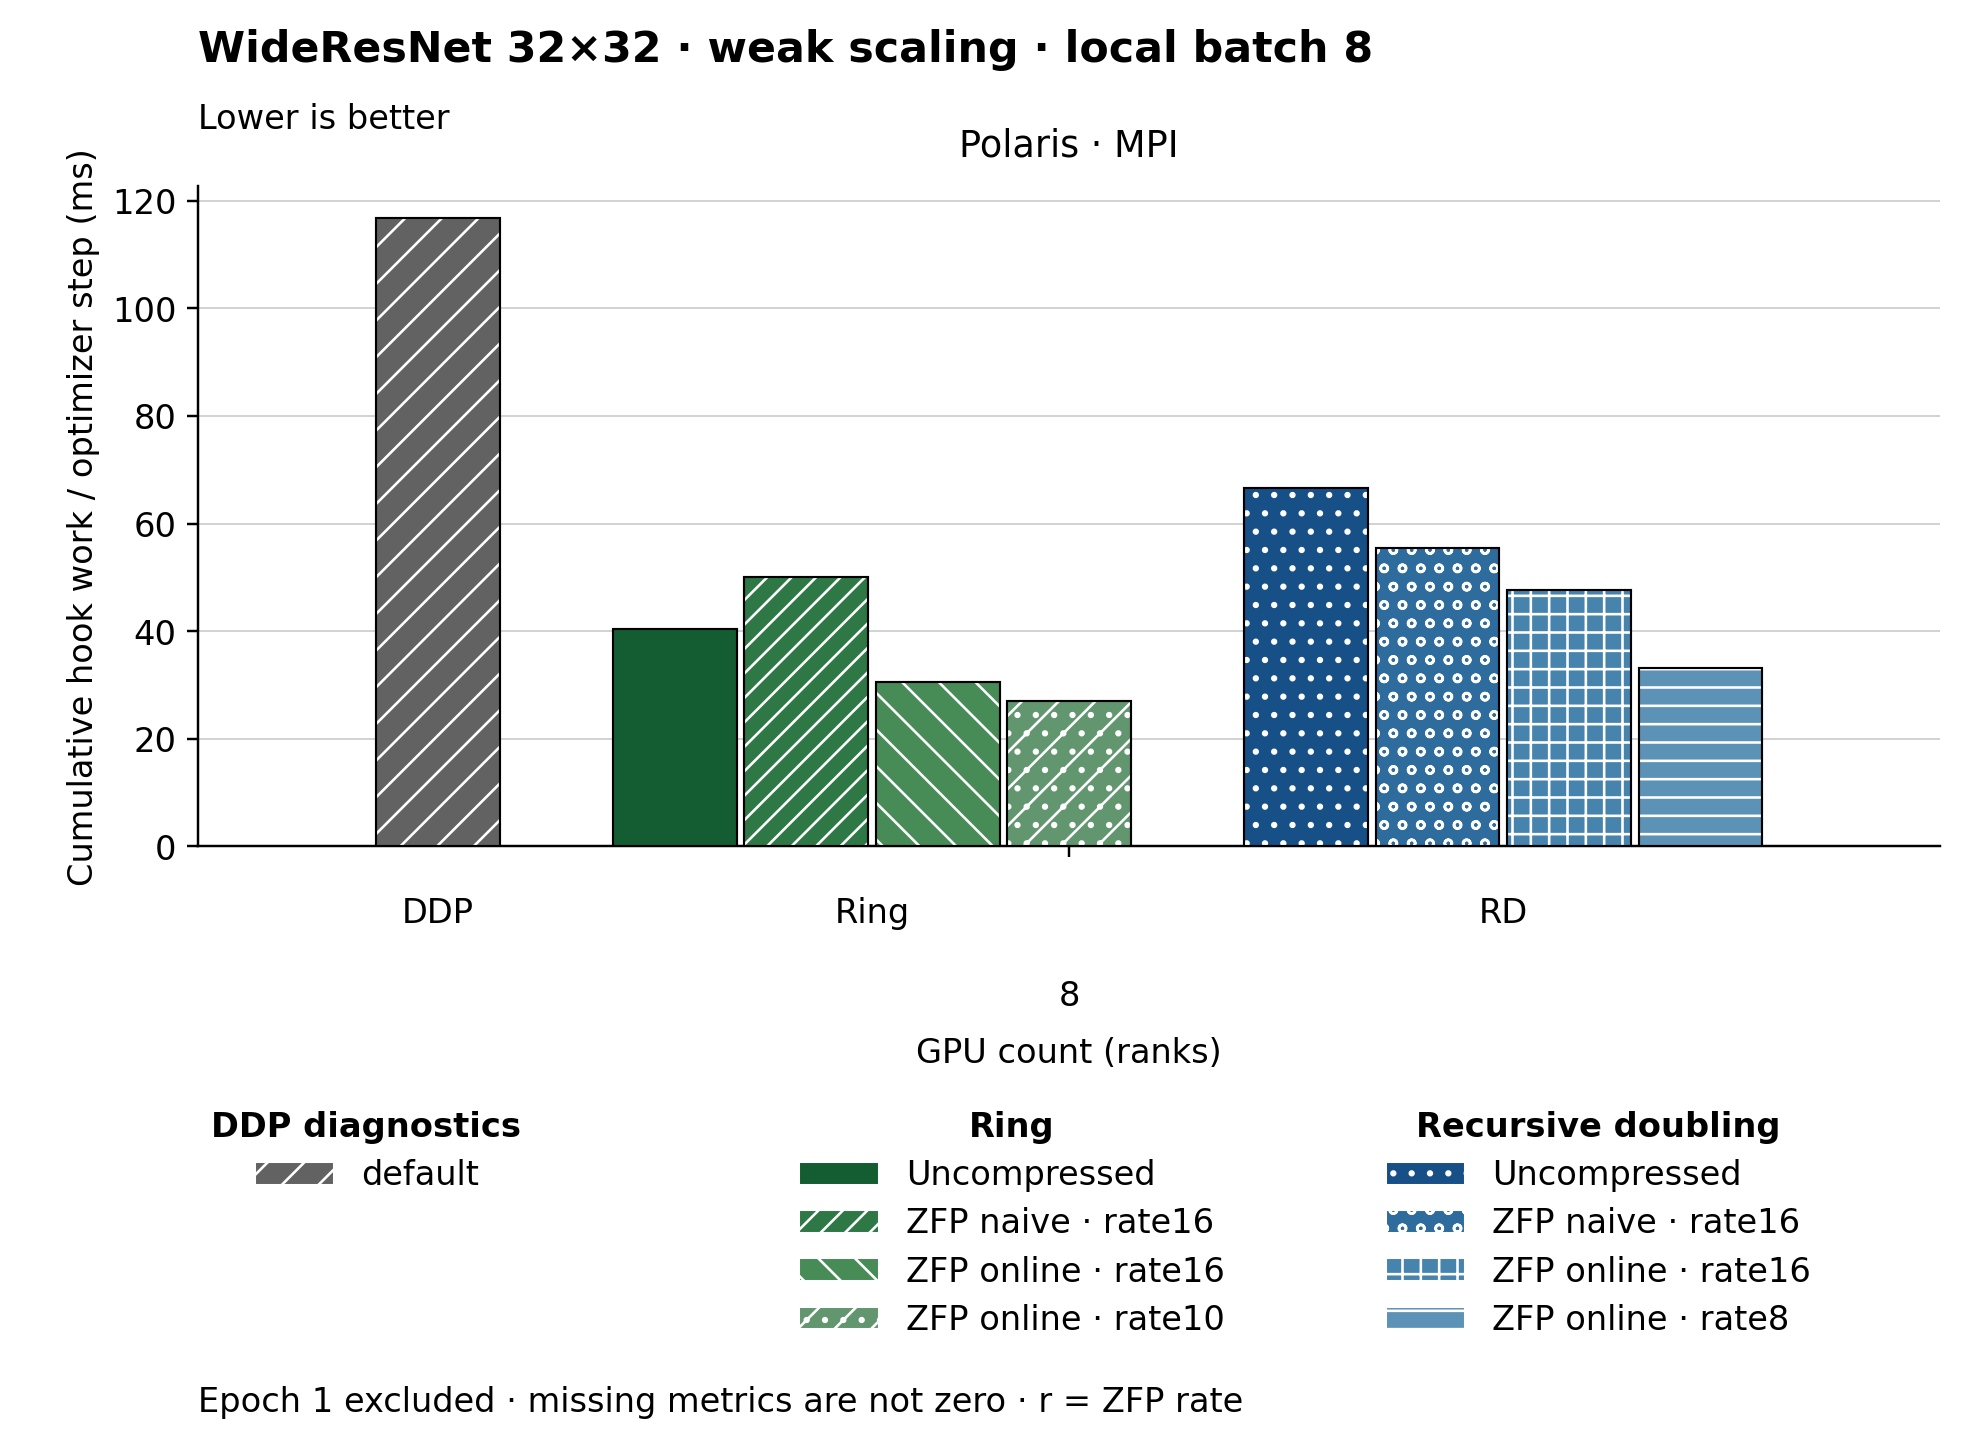 WideResNet 32×32 · weak scaling · local batch 8
Lower is better
Polaris · MPI
Cumulative hook work / optimizer step (ms)
120
100
80
60
40
20
0
DDP
Ring
RD
8
GPU count (ranks)
DDP diagnostics
default
Ring
Uncompressed
ZFP naive · rate16
ZFP online · rate16
ZFP online · rate10
Recursive doubling
Uncompressed
ZFP naive · rate16
ZFP online · rate16
ZFP online · rate8
Epoch 1 excluded · missing metrics are not zero · r = ZFP rate